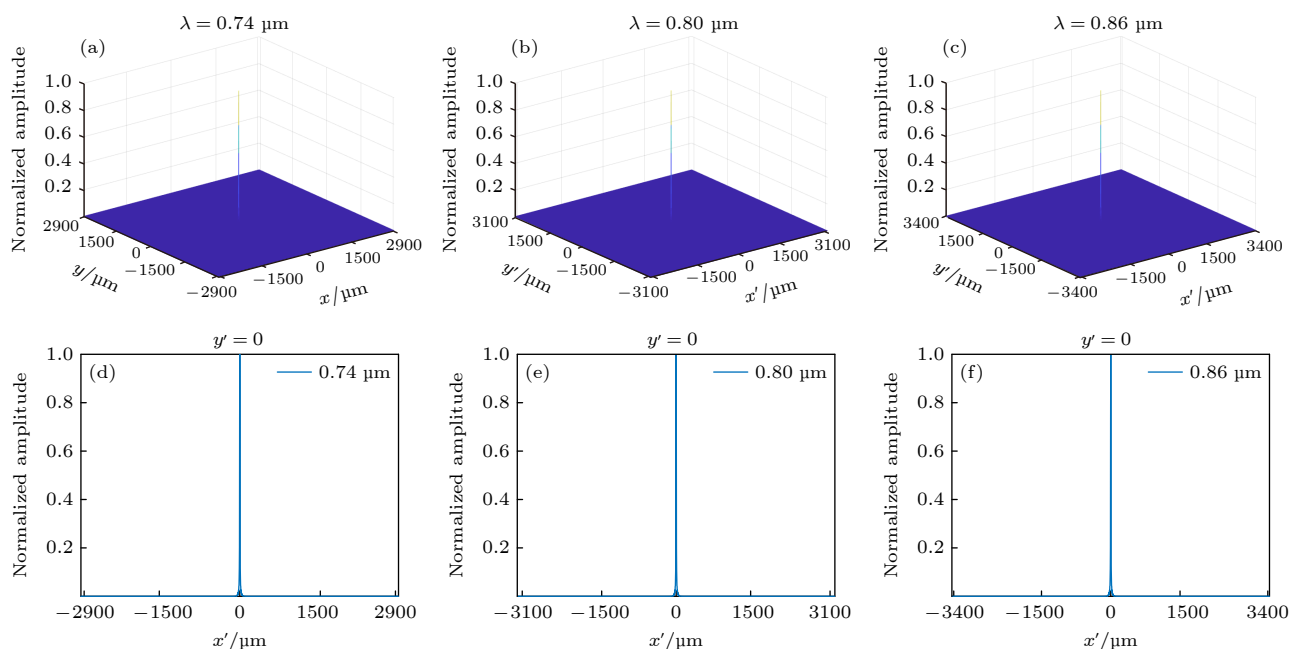 λ = 0.74 μm
(a)
Normalized amplitude
1.0
0.8
0.6
0.4
0.2
2900
1500
0
−1500
−2900
y/μm
−1500
0
1500
2900
x/μm
λ = 0.80 μm
(b)
Normalized amplitude
1.0
0.8
0.6
0.4
0.2
3100
1500
0
−1500
−3100
y′/μm
−1500
0
1500
3100
x′/μm
λ = 0.86 μm
(c)
Normalized amplitude
1.0
0.8
0.6
0.4
0.2
3400
1500
0
−1500
−3400
y′/μm
−1500
0
1500
3400
x′/μm
y′ = 0
(d)
0.74 μm
Normalized amplitude
1.0
0.8
0.6
0.4
0.2
−2900 −1500 0 1500 2900
x′/μm
y′ = 0
(e)
0.80 μm
Normalized amplitude
1.0
0.8
0.6
0.4
0.2
−3100 −1500 0 1500 3100
x′/μm
y′ = 0
(f)
0.86 μm
Normalized amplitude
1.0
0.8
0.6
0.4
0.2
−3400 −1500 0 1500 3400
x′/μm